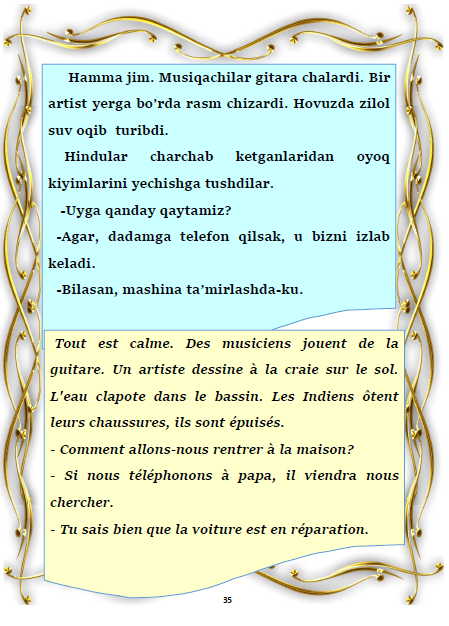 Hamma jim. Musiqachilar gitara chalardi. Bir
artist yerga bo’rda rasm chizardi. Hovuzda zilol
suv oqib turibdi.
Hindular charchab ketganlaridan oyoq
kiyimlarini yechishga tushdilar.
-Uyga qanday qaytamiz?
-Agar, dadamga telefon qilsak, u bizni izlab
keladi.
-Bilasan, mashina ta’mirlashda-ku.
Tout est calme. Des musiciens jouent de la
guitare. Un artiste dessine à la craie sur le sol.
L'eau clapote dans le bassin. Les Indiens ôtent
leurs chaussures, ils sont épuisés.
- Comment allons-nous rentrer à la maison?
- Si nous téléphonons à papa, il viendra nous
chercher.
- Tu sais bien que la voiture est en réparation.
35